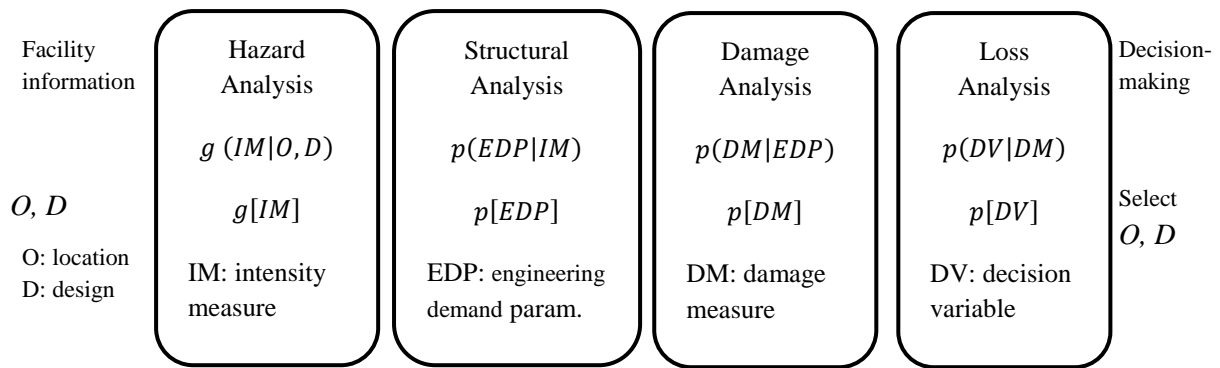 Facility
information
O, D
O: location
D: design
Hazard
Analysis
g (IM|O, D)
g[IM]
IM: intensity
measure
Structural
Analysis
p(EDP|IM)
p[EDP]
EDP: engineering
demand param.
Damage
Analysis
p(DM|EDP)
p[DM]
DM: damage
measure
Loss
Analysis
p(DV|DM)
p[DV]
DV: decision
variable
Decision-
making
Select
O, D